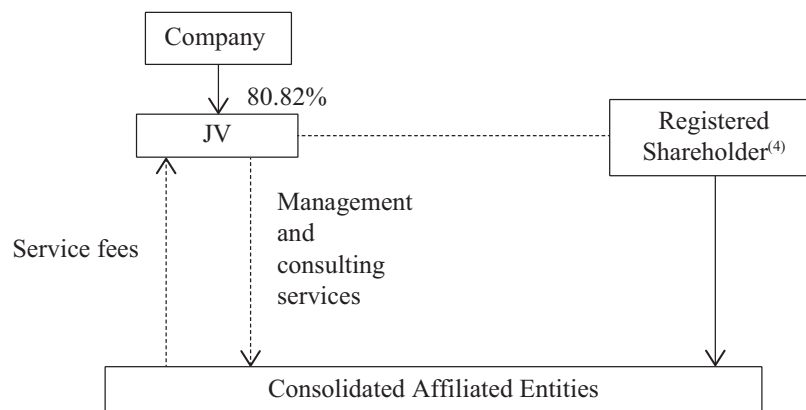 Company
80.82%
JV
Registered
Shareholder(4)
Management
and
consulting
services
Service fees
Consolidated Affiliated Entities